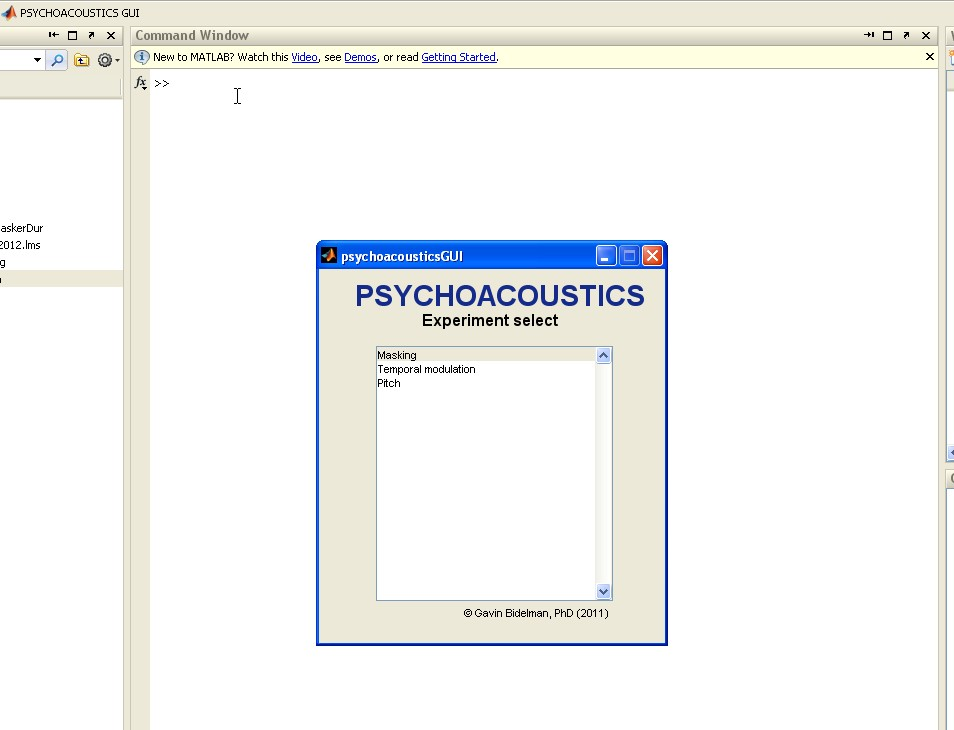 PSYCHOACOUSTICS GUI
Command Window
New to MATLAB? Watch this Video, see Demos, or read Getting Started.
fx >>
askerDur
2012.lms
g
psychoacousticsGUI
PSYCHOACOUSTICS
Experiment select
Masking
Temporal modulation
Pitch
© Gavin Bidelman, PhD (2011)